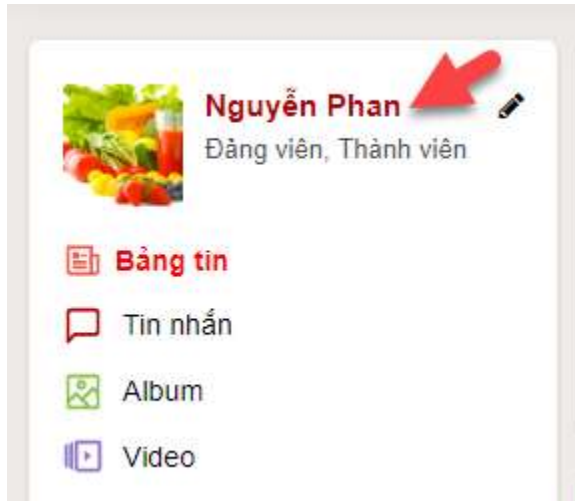 Nguyễn Phan
Đảng viên, Thành viên
Bảng tin
Tin nhắn
Album
Video